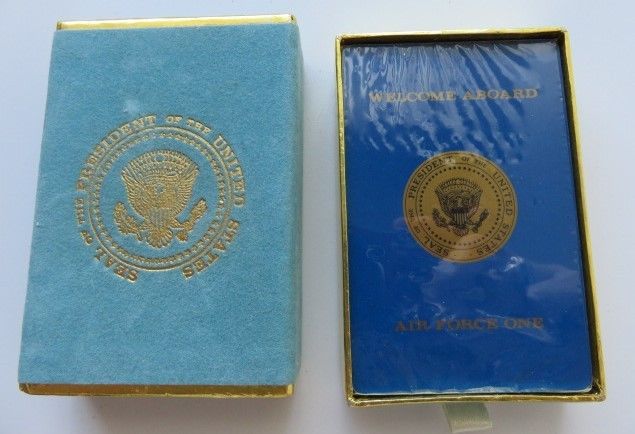 SEAL OF THE PRESIDENT OF THE UNITED STATES
WELCOME ABOARD
SEAL OF THE PRESIDENT OF THE UNITED STATES
AIR FORCE ONE